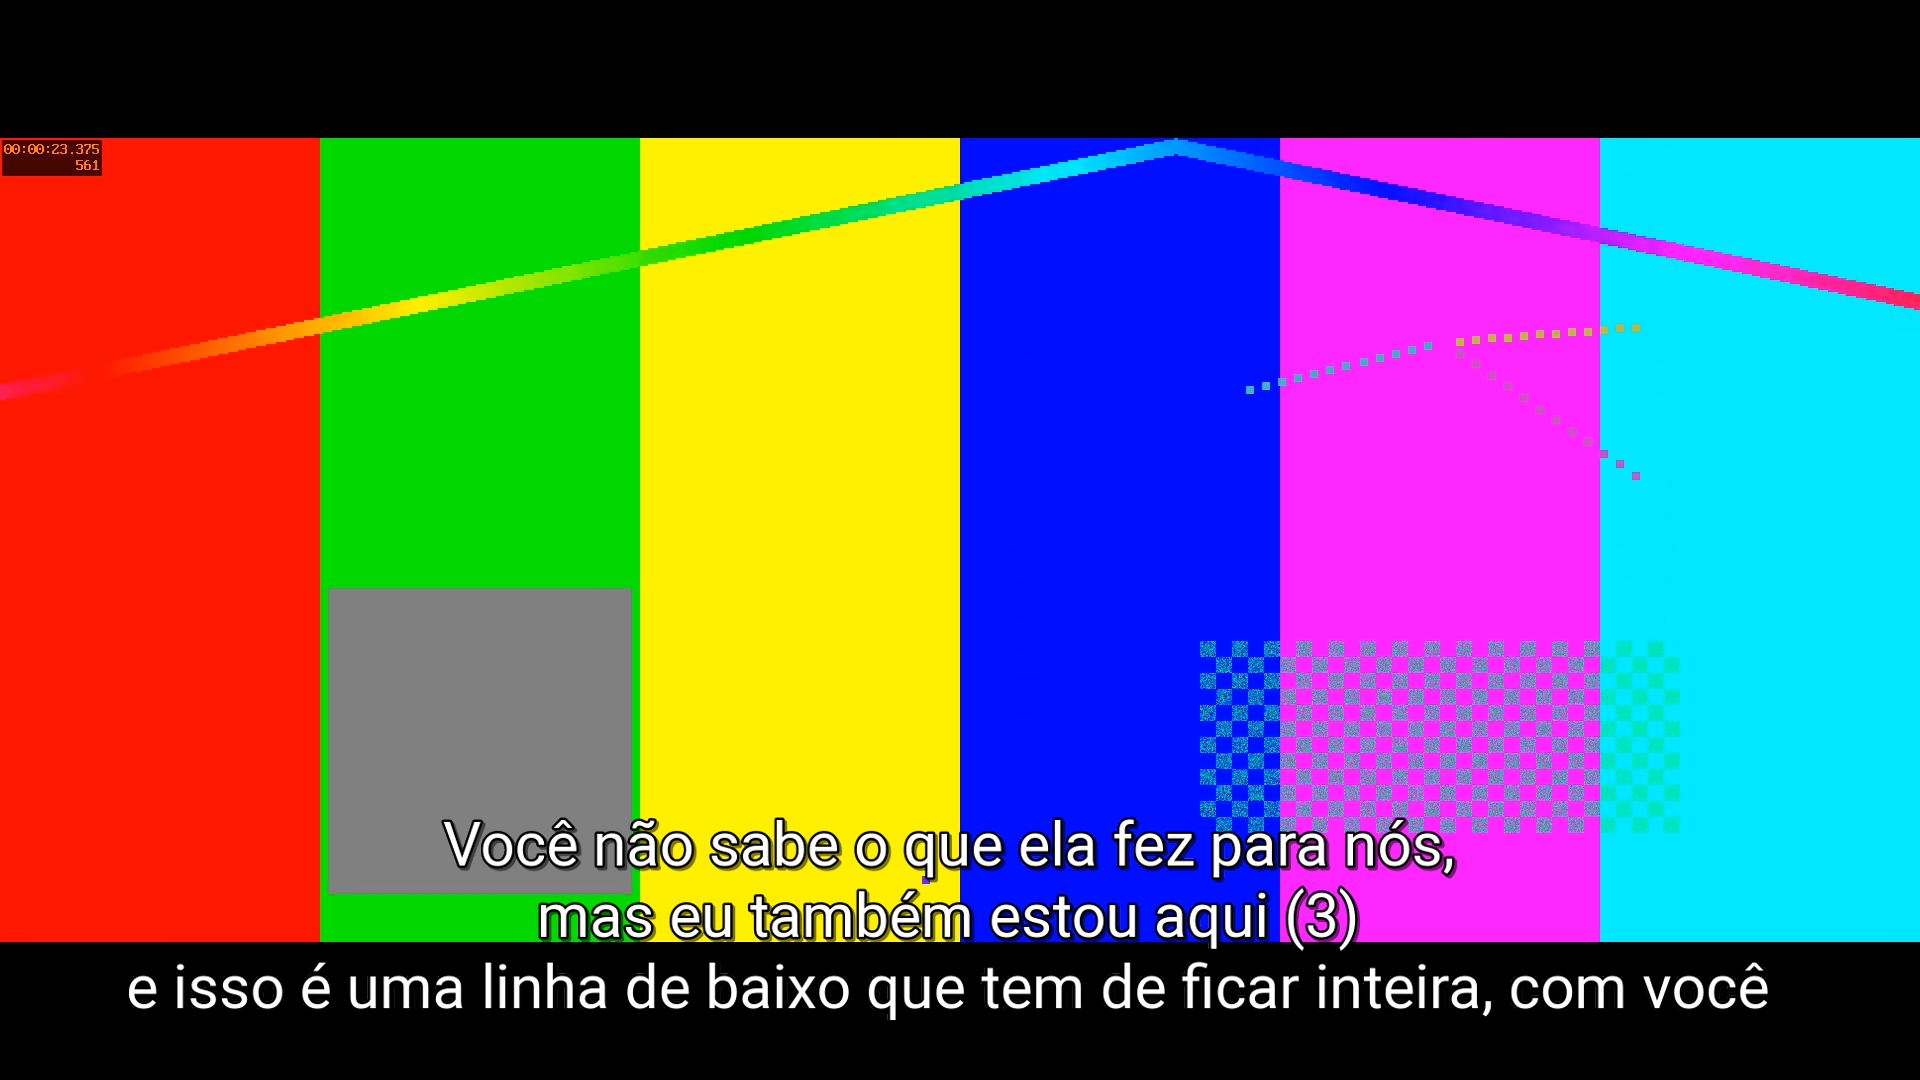 00:00:23.375
561
Você não sabe o que ela fez para nós,
mas eu também estou aqui (3)
e isso é uma linha de baixo que tem de ficar inteira, com você